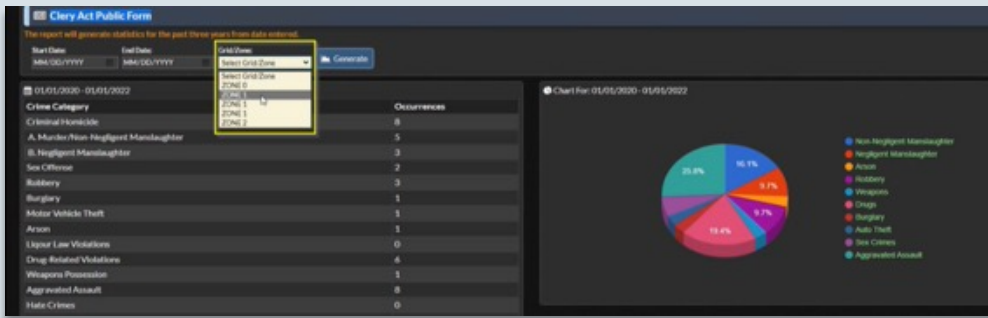 Clery Act Public Form
The report will generate statistics for the past three years from date entered.
Start Date:
End Date:
Grid/Zone:
MM/DD/YYYY
MM/DD/YYYY
Select Grid/Zone
Generate
Select Grid/Zone
ZONE 0
ZONE 1
ZONE 1
ZONE 1
ZONE 2
01/01/2020 - 01/01/2022
Crime Category Occurrences
Criminal Homicide 8
A. Murder/Non-Negligent Manslaughter 5
B. Negligent Manslaughter 3
Sex Offense 2
Robbery 3
Burglary 1
Motor Vehicle Theft 1
Arson 1
Liqour Law Violations 0
Drug-Related Violations 6
Weapons Possession 1
Aggravated Assault 8
Hate Crimes 0
Chart For: 01/01/2020 - 01/01/2022
25.8%
16.1%
9.7%
9.7%
19.4%
Non-Negligent Manslaughter
Negligent Manslaughter
Arson
Robbery
Weapons
Drugs
Burglary
Auto Theft
Sex Crimes
Aggravated Assault